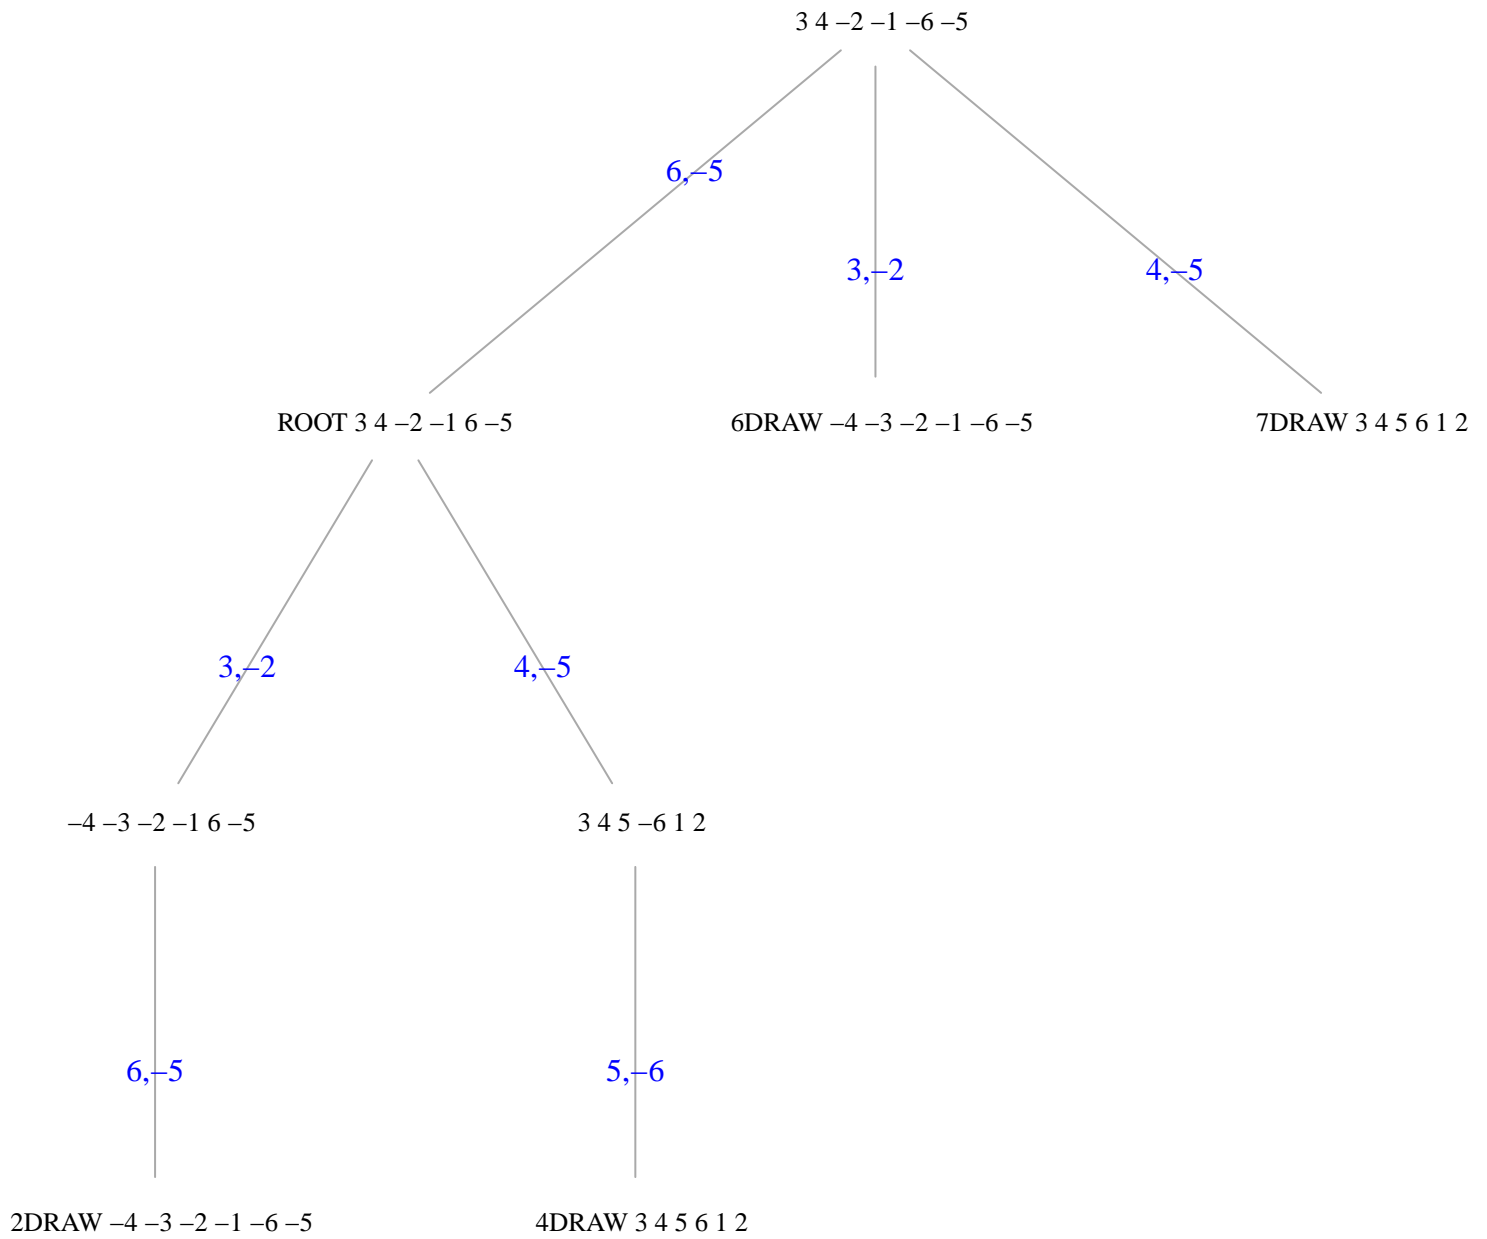 3 4 –2 –1 –6 –5
6,–5
3,–2
4,–5
ROOT 3 4 –2 –1 6 –5
6DRAW –4 –3 –2 –1 –6 –5
7DRAW 3 4 5 6 1 2
3,–2
4,–5
–4 –3 –2 –1 6 –5
3 4 5 –6 1 2
6,–5
5,–6
2DRAW –4 –3 –2 –1 –6 –5
4DRAW 3 4 5 6 1 2